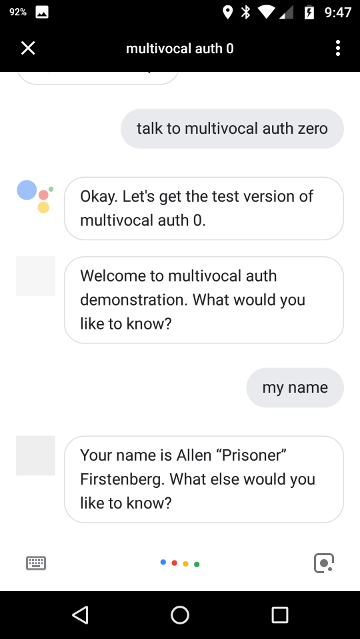 92% 9:47
multivocal auth 0
talk to multivocal auth zero
Okay. Let's get the test version of
multivocal auth 0.
Welcome to multivocal auth
demonstration. What would you
like to know?
my name
Your name is Allen “Prisoner”
Firstenberg. What else would you
like to know?